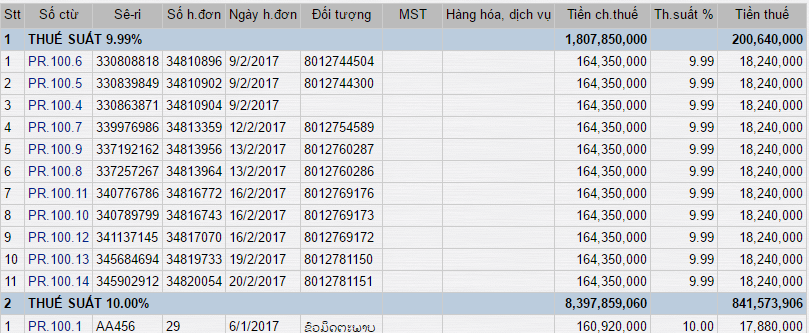 Stt Số ctừ Sê-ri Số h.đơn Ngày h.đơn Đối tượng MST Hàng hóa, dịch vụ Tiền ch.thuế Th.suất % Tiền thuế
1 THUẾ SUẤT 9.99% 1,807,850,000 200,640,000
1 PR.100.6 330808818 34810896 9/2/2017 8012744504 164,350,000 9.99 18,240,000
2 PR.100.5 330839849 34810902 9/2/2017 8012744300 164,350,000 9.99 18,240,000
3 PR.100.4 330863871 34810904 9/2/2017 164,350,000 9.99 18,240,000
4 PR.100.7 339976986 34813359 12/2/2017 8012754589 164,350,000 9.99 18,240,000
5 PR.100.9 337192162 34813956 13/2/2017 8012760287 164,350,000 9.99 18,240,000
6 PR.100.8 337257267 34813964 13/2/2017 8012760286 164,350,000 9.99 18,240,000
7 PR.100.11 340776786 34816772 16/2/2017 8012769176 164,350,000 9.99 18,240,000
8 PR.100.10 340789799 34816743 16/2/2017 8012769173 164,350,000 9.99 18,240,000
9 PR.100.12 341137145 34817070 16/2/2017 8012769172 164,350,000 9.99 18,240,000
10 PR.100.13 345684694 34819733 19/2/2017 8012781150 164,350,000 9.99 18,240,000
11 PR.100.14 345902912 34820054 20/2/2017 8012781151 164,350,000 9.99 18,240,000
2 THUẾ SUẤT 10.00% 8,397,859,060 841,573,906
1 PR.100.1 AA456 29 6/1/2017 ຂົວມິດຕະພາບ 160,920,000 10.00 17,880,000